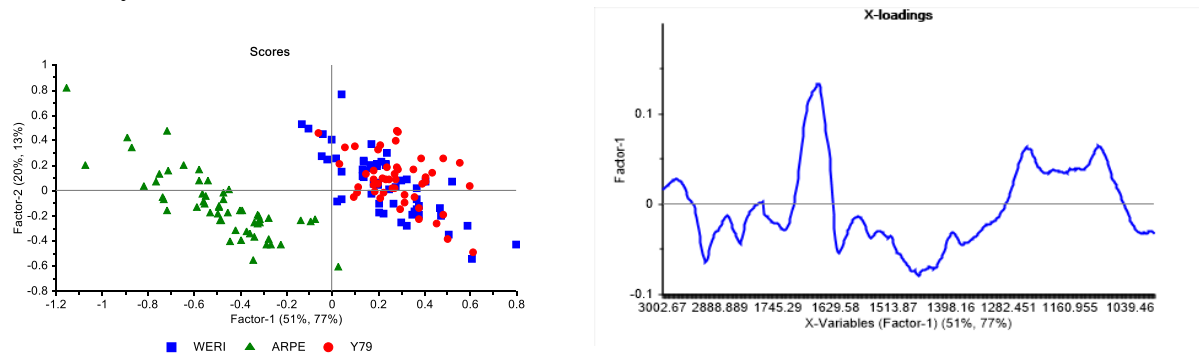 Scores
1
0.8
0.6
0.4
0.2
0
-0.2
-0.4
-0.6
-0.8
Factor-2 (20%, 13%)
-1.2 -1 -0.8 -0.6 -0.4 -0.2 0 0.2 0.4 0.6 0.8
Factor-1 (51%, 77%)
WERI ARPE Y79
X-loadings
0.1
0
-0.1
Factor-1
3002.67 2888.889 1745.29 1629.58 1513.87 1398.16 1282.451 1160.955 1039.46
X-Variables (Factor-1) (51%, 77%)